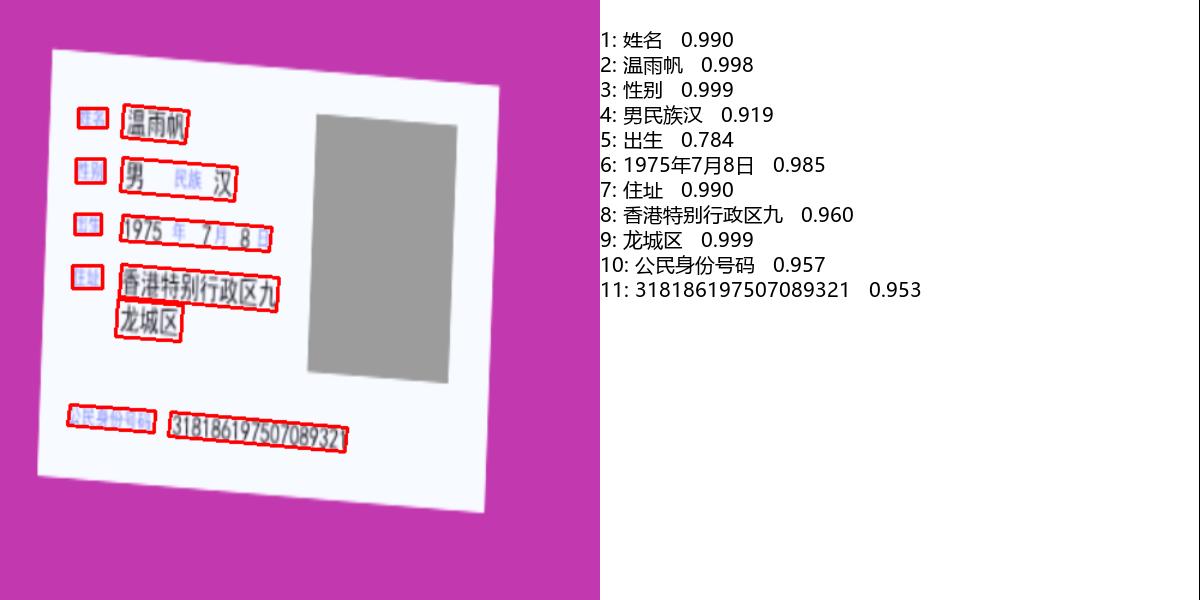 姓名 温雨帆
性别 男 民族 汉
出生 1975 年 7 月 8 日
住址 香港特别行政区九
龙城区
公民身份号码 318186197507089321
1: 姓名 0.990
2: 温雨帆 0.998
3: 性别 0.999
4: 男民族汉 0.919
5: 出生 0.784
6: 1975年7月8日 0.985
7: 住址 0.990
8: 香港特别行政区九 0.960
9: 龙城区 0.999
10: 公民身份号码 0.957
11: 318186197507089321 0.953